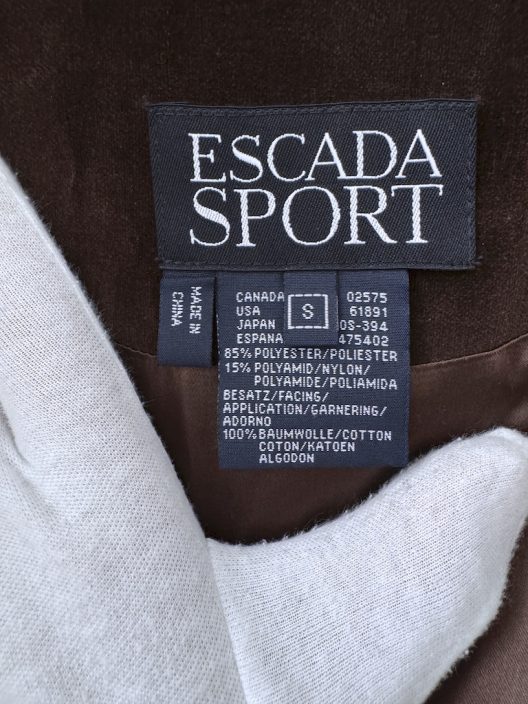 ESCADA
SPORT
MADE IN
CHINA
S
CANADA 02575
USA 61891
JAPAN OS-394
ESPANA 475402
85% POLYESTER/POLIESTER
15% POLYAMID/NYLON/
POLYAMIDE/POLIAMIDA
BESATZ/FACING/
APPLICATION/GARNERING/
ADORNO
100% BAUMWOLLE/COTTON
COTON/KATOEN
ALGODON